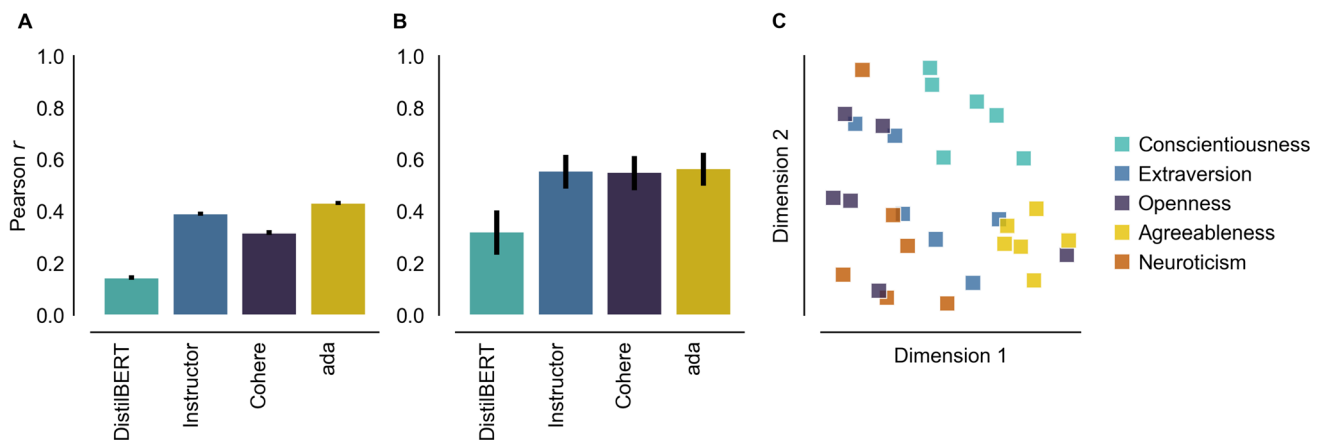 A
B
C
1.0
0.8
0.6
0.4
0.2
0.0
Pearson r
DistilBERT
Instructor
Cohere
ada
1.0
0.8
0.6
0.4
0.2
0.0
DistilBERT
Instructor
Cohere
ada
Dimension 2
Dimension 1
Conscientiousness
Extraversion
Openness
Agreeableness
Neuroticism